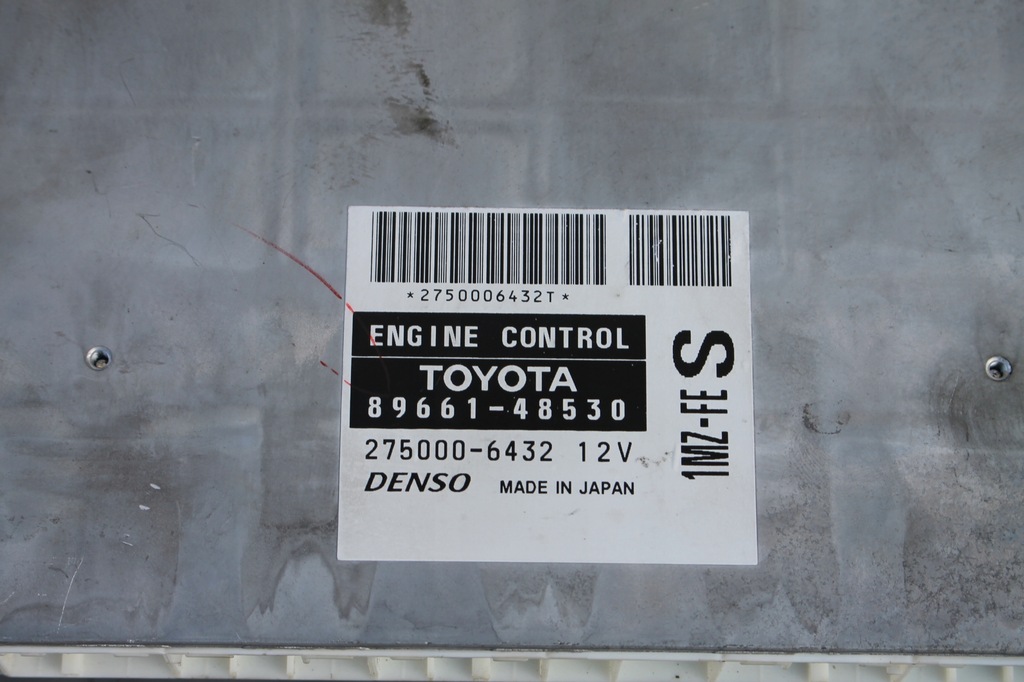 *2750006432T*
ENGINE CONTROL
TOYOTA
89661-48530
275000-6432 12V
DENSO MADE IN JAPAN
1MZ-FE S